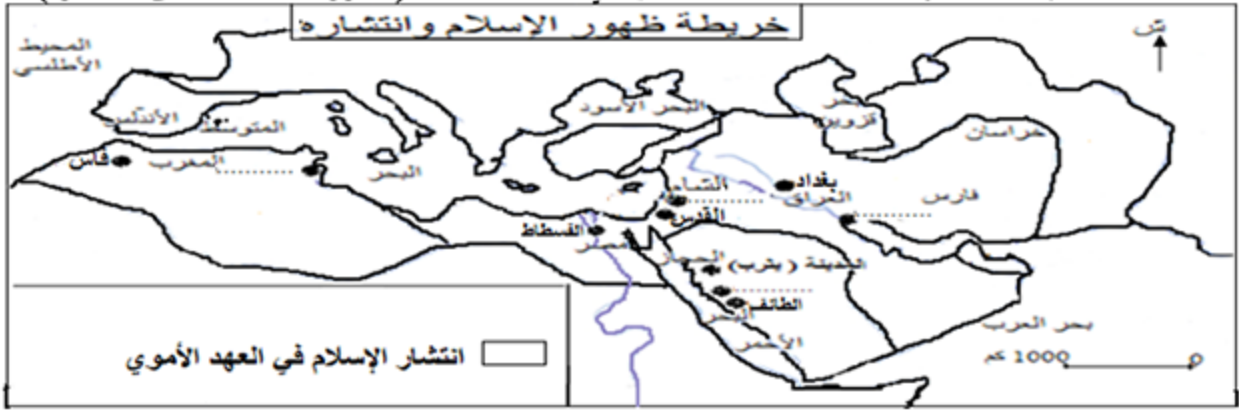 خريطة ظهور الإسلام وانتشاره
ش
المحيط
الأطلسي
البحر الأسود
بحر
قزوين
خراسان
الأندلس
المتوسط
البحر
فاس
المغرب
..............
الشام
..............
القدس
بغداد
العراق
فارس
..............
الفسطاط
مصر
الحجاز
المدينة (يثرب)
..............
الطائف
البحر
الأحمر
بحر العرب
1000 كم
0
انتشار الإسلام في العهد الأموي